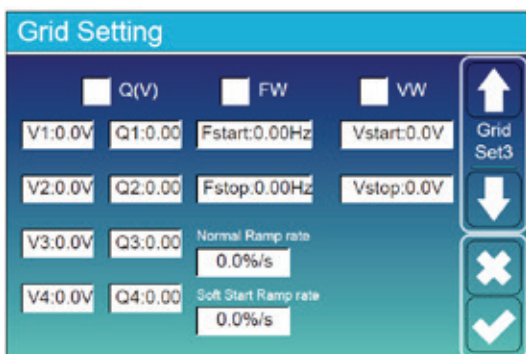 Grid Setting
Q(V) FW VW
V1:0.0V Q1:0.00 Fstart:0.00Hz Vstart:0.0V
Grid
Set3
V2:0.0V Q2:0.00 Fstop:0.00Hz Vstop:0.0V
V3:0.0V Q3:0.00 Normal Ramp rate
0.0%/s
V4:0.0V Q4:0.00 Soft Start Ramp rate
0.0%/s